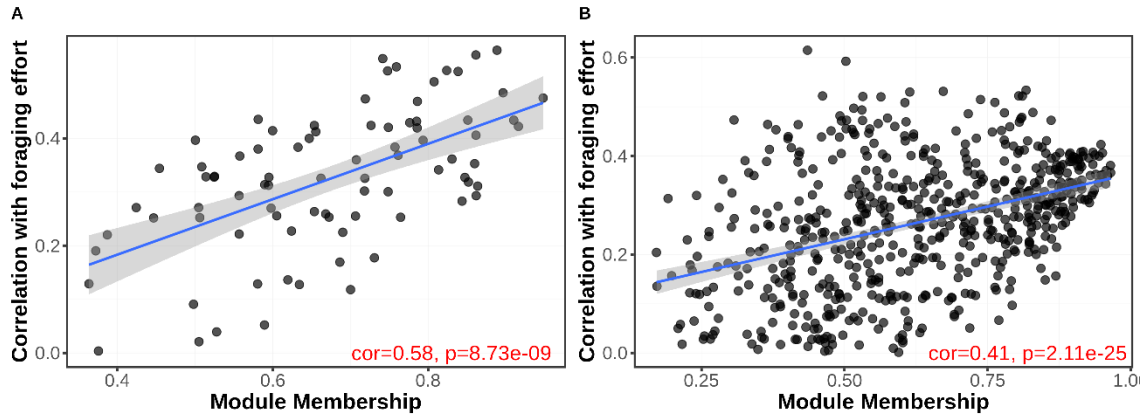 A
Correlation with foraging effort
0.4
0.2
0.0
cor=0.58, p=8.73e-09
0.4 0.6 0.8
Module Membership
B
Correlation with foraging effort
0.6
0.4
0.2
0.0
cor=0.41, p=2.11e-25
0.25 0.50 0.75 1.0
Module Membership